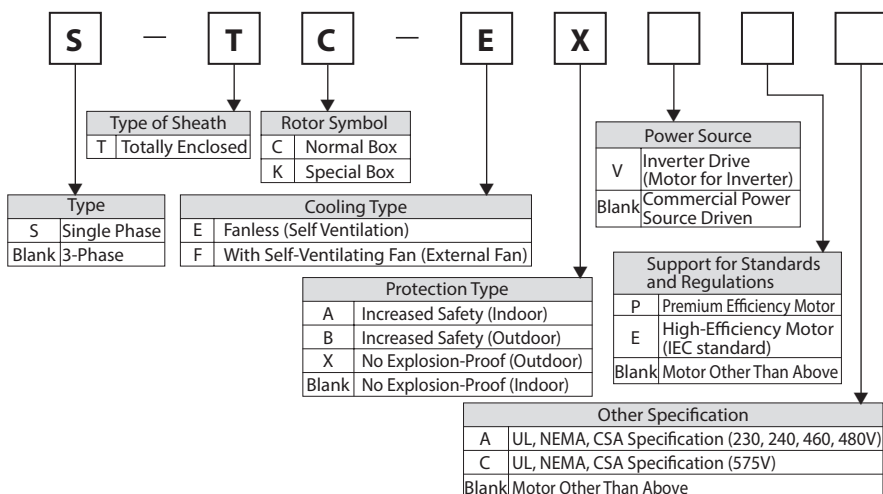 S — T C — E X
Type of Sheath
T Totally Enclosed
Rotor Symbol
C Normal Box
K Special Box
Power Source
V Inverter Drive
(Motor for Inverter)
Blank Commercial Power
Source Driven
Type
S Single Phase
Blank 3-Phase
Cooling Type
E Fanless (Self Ventilation)
F With Self-Ventilating Fan (External Fan)
Support for Standards
and Regulations
P Premium Efficiency Motor
E High-Efficiency Motor
(IEC standard)
Blank Motor Other Than Above
Protection Type
A Increased Safety (Indoor)
B Increased Safety (Outdoor)
X No Explosion-Proof (Outdoor)
Blank No Explosion-Proof (Indoor)
Other Specification
A UL, NEMA, CSA Specification (230, 240, 460, 480V)
C UL, NEMA, CSA Specification (575V)
Blank Motor Other Than Above